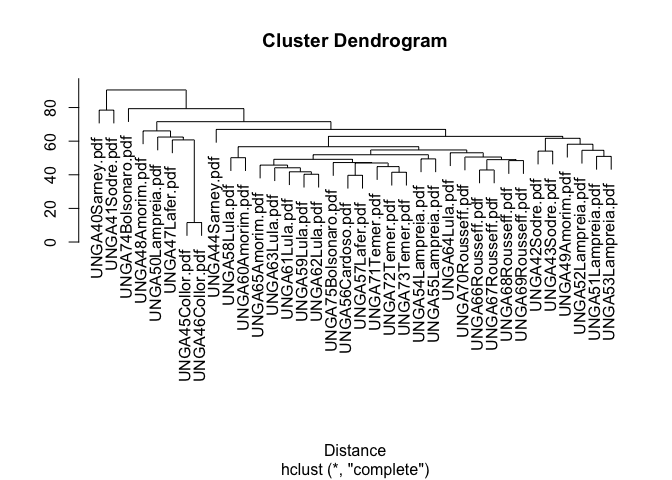 Cluster Dendrogram
80
60
40
20
0
UNGA40Sarney.pdf
UNGA41Sodre.pdf
UNGA74Bolsonaro.pdf
UNGA48Amorim.pdf
UNGA50Lampreia.pdf
UNGA47Lafer.pdf
UNGA45Collor.pdf
UNGA46Collor.pdf
UNGA44Sarney.pdf
UNGA58Lula.pdf
UNGA60Amorim.pdf
UNGA65Amorim.pdf
UNGA63Lula.pdf
UNGA61Lula.pdf
UNGA59Lula.pdf
UNGA62Lula.pdf
UNGA75Bolsonaro.pdf
UNGA56Cardoso.pdf
UNGA57Lafer.pdf
UNGA71Temer.pdf
UNGA72Temer.pdf
UNGA73Temer.pdf
UNGA54Lampreia.pdf
UNGA55Lampreia.pdf
UNGA64Lula.pdf
UNGA70Rousseff.pdf
UNGA66Rousseff.pdf
UNGA67Rousseff.pdf
UNGA68Rousseff.pdf
UNGA69Rousseff.pdf
UNGA42Sodre.pdf
UNGA43Sodre.pdf
UNGA49Amorim.pdf
UNGA52Lampreia.pdf
UNGA51Lampreia.pdf
UNGA53Lampreia.pdf
Distance
hclust (*, "complete")